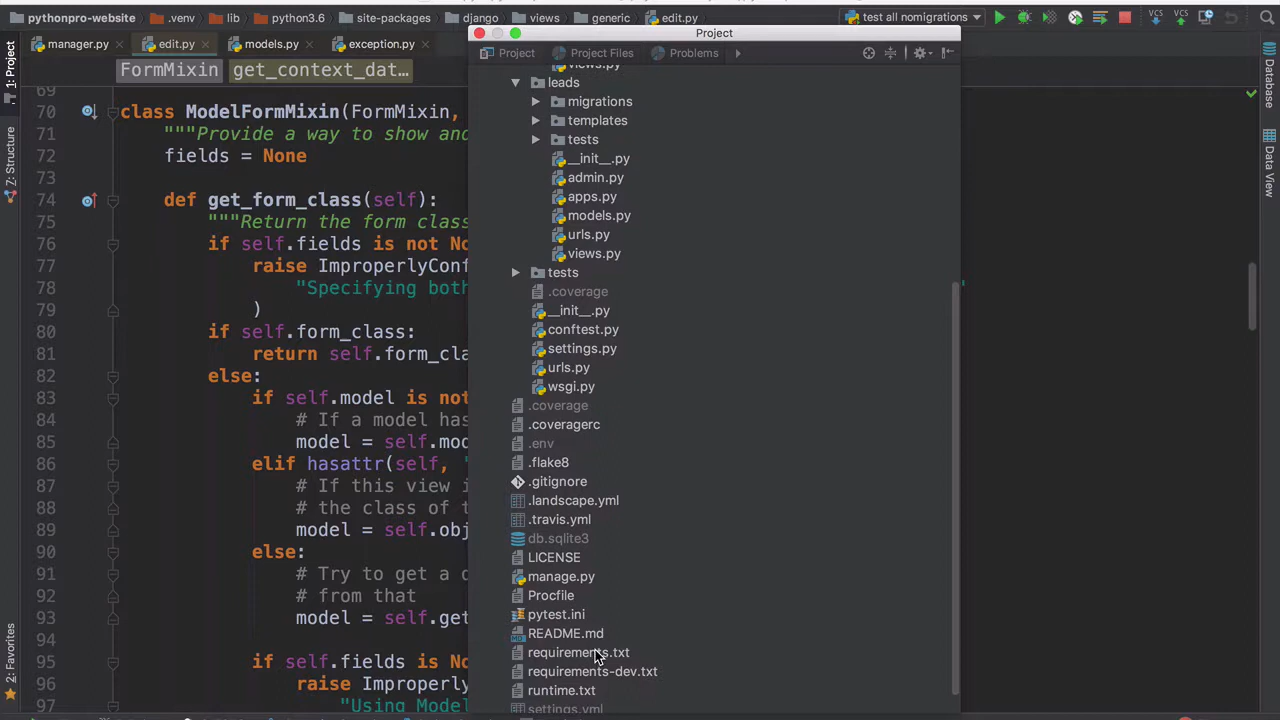 pythonpro-website .venv lib python3.6 site-packages django views generic edit.py test all nomigrations VCS VCS
manager.py edit.py models.py exception.py
FormMixin get_context_dat...
69
70 class ModelFormMixin(FormMixin,
71 """Provide a way to show and
72 fields = None
73
74 def get_form_class(self):
75 """Return the form class
76 if self.fields is not No
77 raise ImproperlyConf
78 "Specifying both '
79 )
80 if self.form_class:
81 return self.form_cla
82 else:
83 if self.model is not
84 # If a model has
85 model = self.mod
86 elif hasattr(self, '
87 # If this view i
88 # the class of t
89 model = self.obj
90 else:
91 # Try to get a q
92 # from that
93 model = self.get
94
95 if self.fields is No
96 raise Improperly
97 "Using Model
1: Project
Z: Structure
2: Favorites
Project
Project Project Files Problems
views.py
leads
migrations
templates
tests
__init__.py
admin.py
apps.py
models.py
urls.py
views.py
tests
.coverage
__init__.py
conftest.py
settings.py
urls.py
wsgi.py
.coverage
.coveragerc
.env
.flake8
.gitignore
.landscape.yml
.travis.yml
db.sqlite3
LICENSE
manage.py
Procfile
pytest.ini
README.md
requirements.txt
requirements-dev.txt
runtime.txt
settings.yml
Database
Remote Host